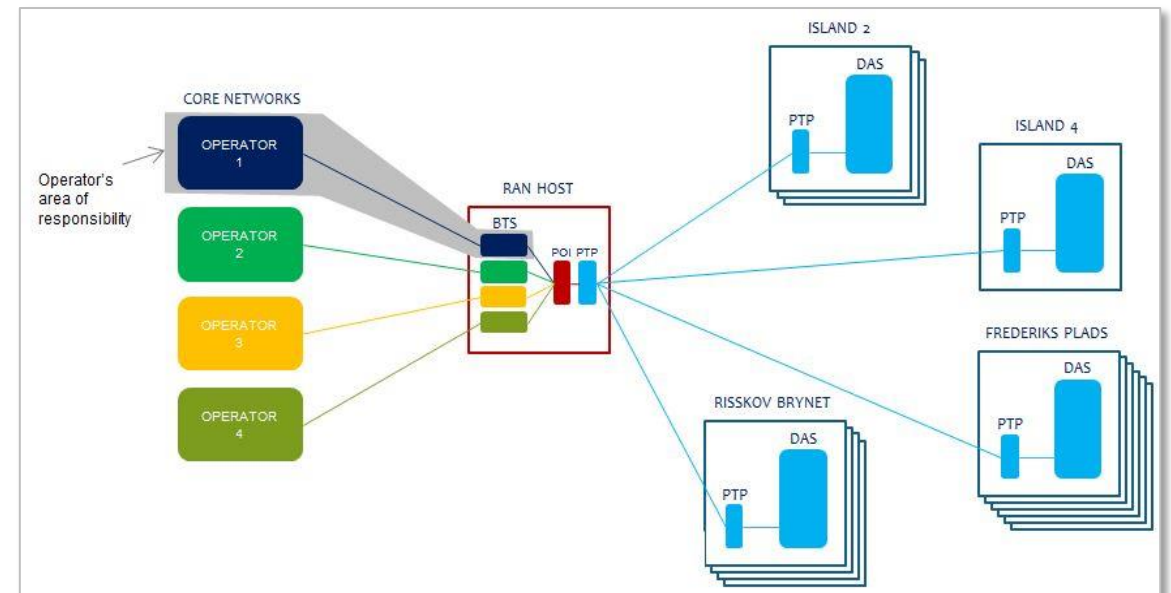 CORE NETWORKS
OPERATOR
1
OPERATOR
2
OPERATOR
3
OPERATOR
4
Operator's
area of
responsibility
RAN HOST
BTS
POI PTP
ISLAND 2
DAS
PTP
ISLAND 4
DAS
PTP
FREDERIKS PLADS
DAS
PTP
RISSKOV BRYNET
DAS
PTP